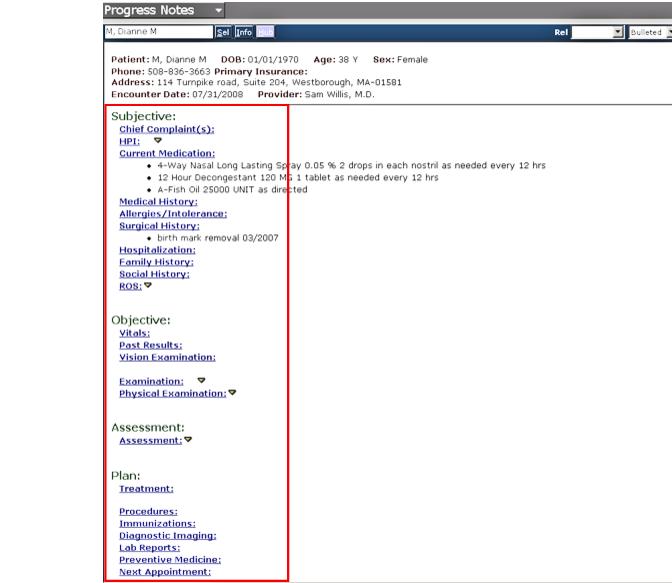 Progress Notes
M, Dianne M Sel Info Hub Rel Bulleted
Patient: M, Dianne M DOB: 01/01/1970 Age: 38 Y Sex: Female
Phone: 508-836-3663 Primary Insurance:
Address: 114 Turnpike road, Suite 204, Westborough, MA-01581
Encounter Date: 07/31/2008 Provider: Sam Willis, M.D.
Subjective:
Chief Complaint(s):
HPI:
Current Medication:
• 4-Way Nasal Long Lasting Spray 0.05 % 2 drops in each nostril as needed every 12 hrs
• 12 Hour Decongestant 120 MG 1 tablet as needed every 12 hrs
• A-Fish Oil 25000 UNIT as directed
Medical History:
Allergies/Intolerance:
Surgical History:
• birth mark removal 03/2007
Hospitalization:
Family History:
Social History:
ROS:
Objective:
Vitals:
Past Results:
Vision Examination:
Examination:
Physical Examination:
Assessment:
Assessment:
Plan:
Treatment:
Procedures:
Immunizations:
Diagnostic Imaging:
Lab Reports:
Preventive Medicine:
Next Appointment: